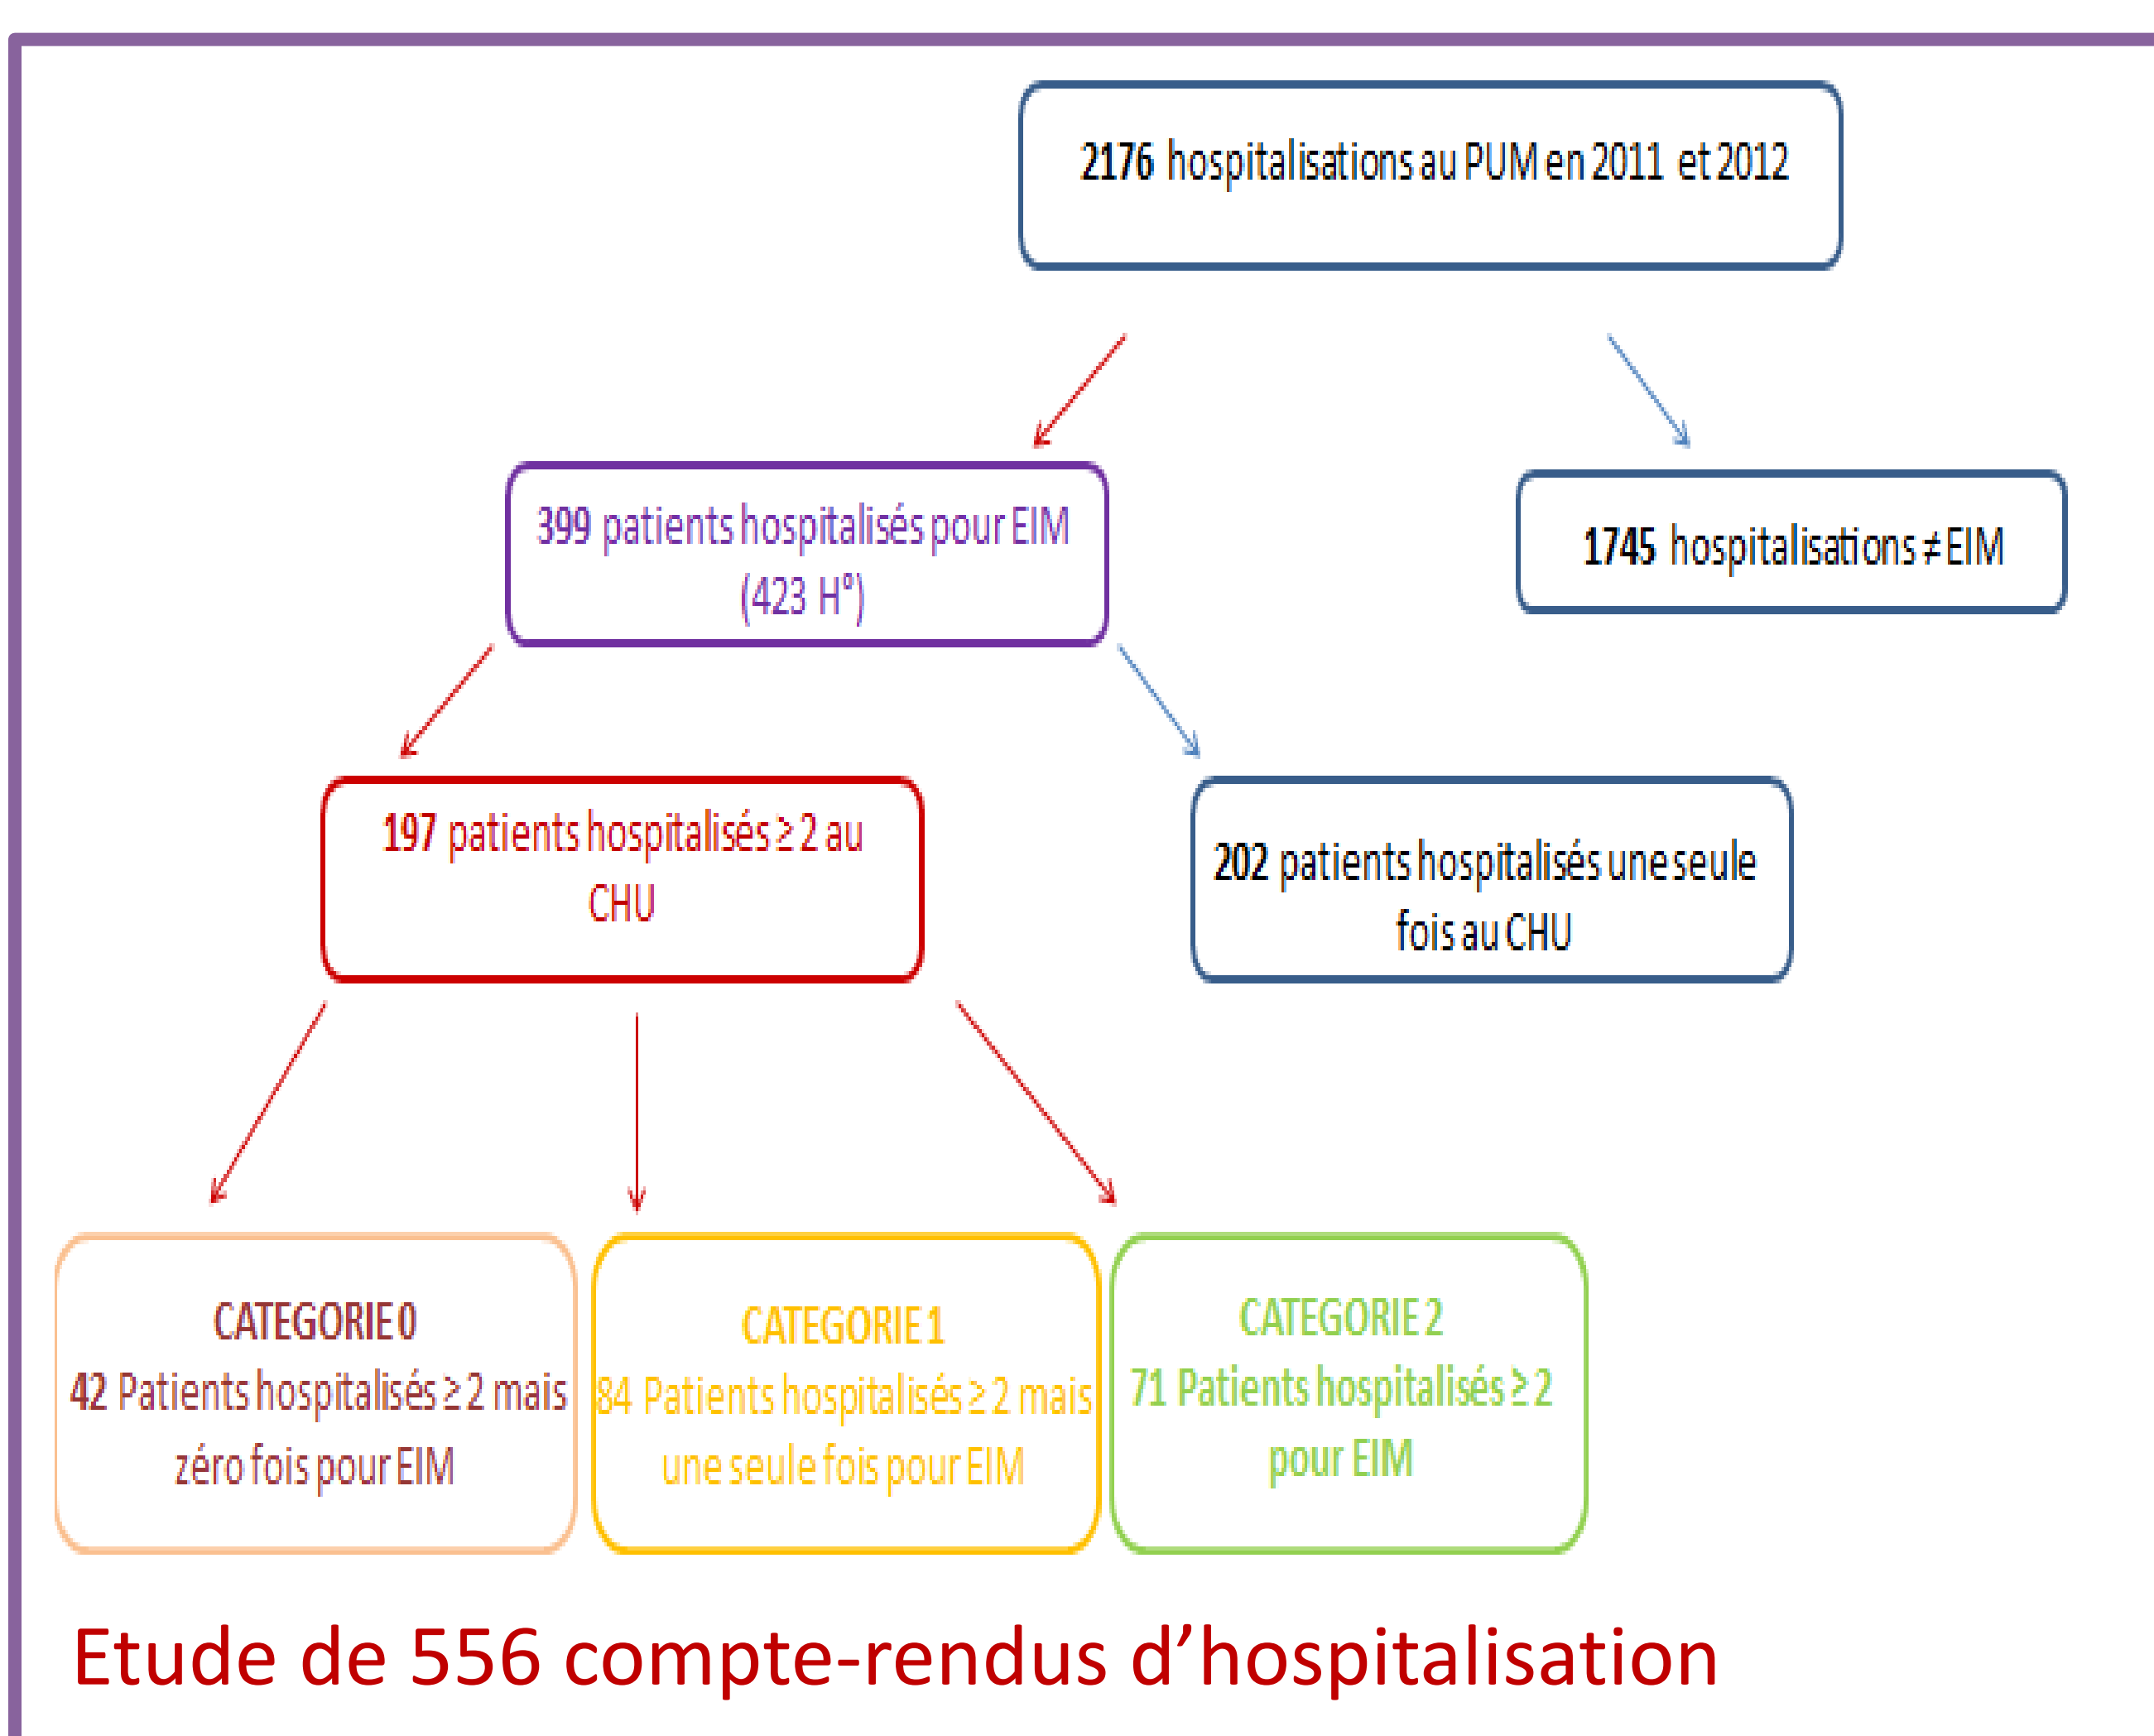 2176 hospitalisations au PUM en 2011 et 2012
399 patients hospitalisés pour EIM
(423 H°)
1745 hospitalisations ≠ EIM
197 patients hospitalisés ≥ 2 au
CHU
202 patients hospitalisés une seule
fois au CHU
CATEGORIE 0
42 Patients hospitalisés ≥ 2 mais
zéro fois pour EIM
CATEGORIE 1
84 Patients hospitalisés ≥ 2 mais
une seule fois pour EIM
CATEGORIE 2
71 Patients hospitalisés ≥ 2
pour EIM
Etude de 556 compte-rendus d’hospitalisation